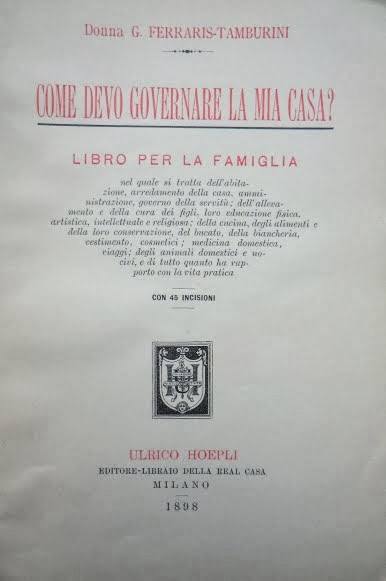 Donna G. FERRARIS-TAMBURINI
COME DEVO GOVERNARE LA MIA CASA?
LIBRO PER LA FAMIGLIA
nel quale si tratta dell'abita-
zione, arredamento della casa, ammi-
nistrazione, governo della servitù; dell'alleva-
mento e della cura dei figli, loro educazione fisica,
artistica, intellettuale e religiosa; della cucina, degli alimenti e
della loro conservazione, del bucato, della biancheria,
vestimento, cosmetici; medicina domestica,
viaggi; degli animali domestici e no-
civi, e di tutto quanto ha rap-
porto con la vita pratica
CON 45 INCISIONI
ULRICO HOEPLI
EDITORE-LIBRAIO DELLA REAL CASA
MILANO
1898